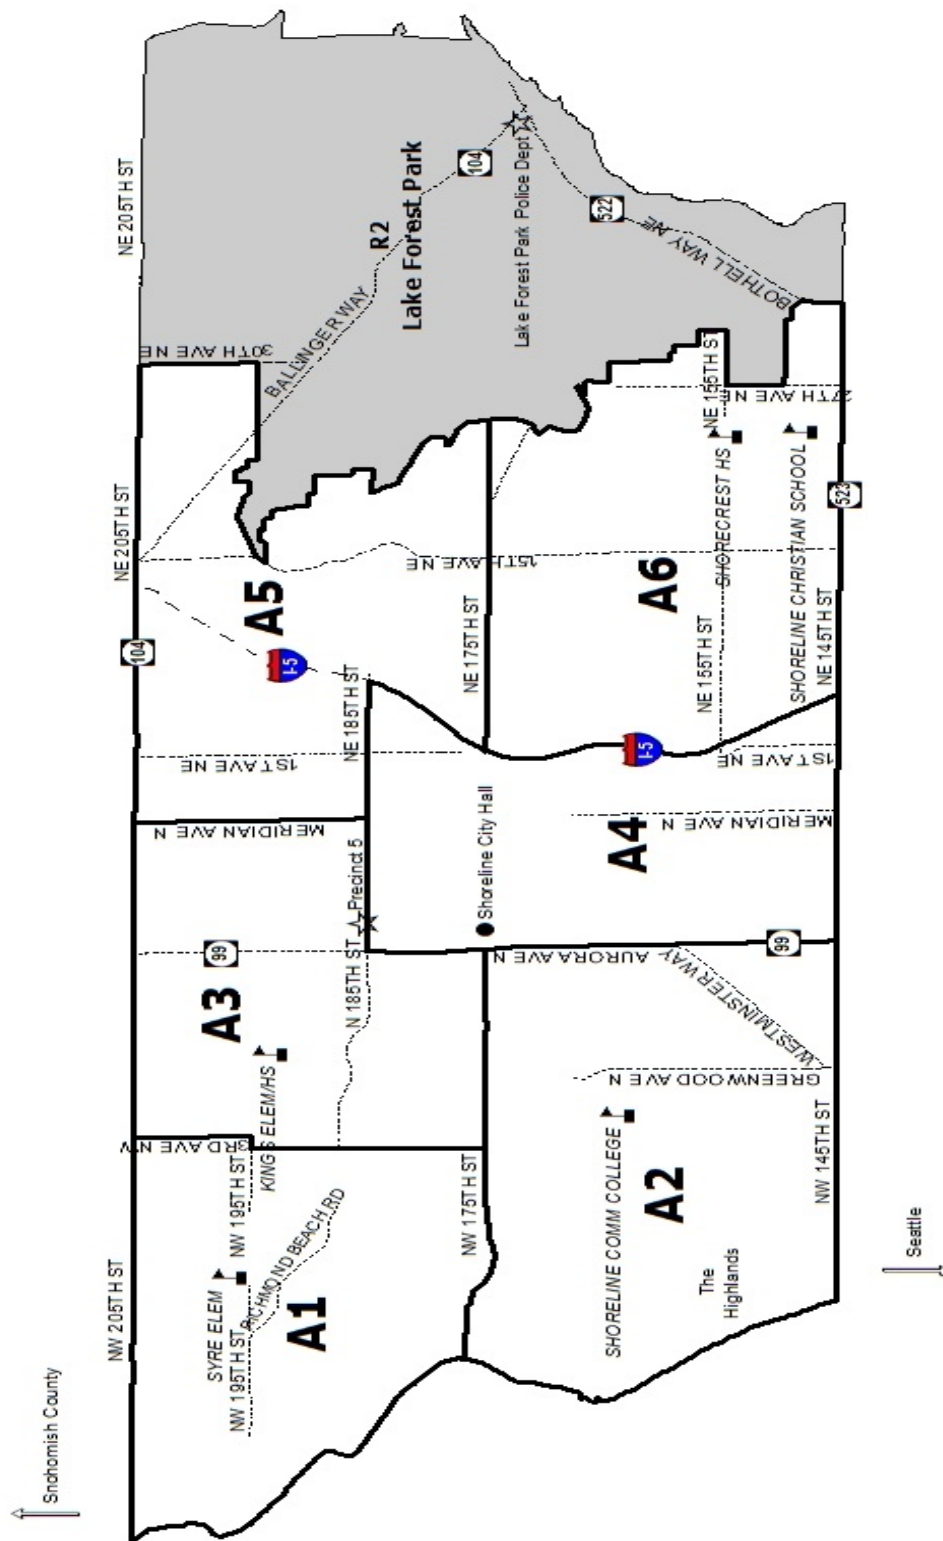 Snohomish County
NW 205TH ST
NE 205TH ST
NE 205TH ST
104
3RD AVE NW
MERIDIAN AVE N
1ST AVE NE
30TH AVE NE
SYRE ELEM
NW 195TH ST
NW 195TH ST
KING'S ELEM/HS
RICHMOND BEACH RD
A1
A3
99
A5
I-5
BALLINGER WAY
R2
Lake Forest Park
104
N 185TH ST
Precinct 5
NE 185TH ST
15TH AVE NE
NW 175TH ST
Shoreline City Hall
NE 175TH ST
Lake Forest Park Police Dept
522
BOTHELL WAY NE
AURORA AVE N
SHORELINE COMM COLLEGE
A2
A4
I-5
A6
15TH AVE NE
WESTMINSTER WAY
GREENWOOD AVE N
99
MERIDIAN AVE N
1ST AVE NE
NE 155TH ST
NE 155TH ST
SHORECREST HS
27TH AVE NE
The
Highlands
SHORELINE CHRISTIAN SCHOOL
NW 145TH ST
NE 145TH ST
523
Seattle